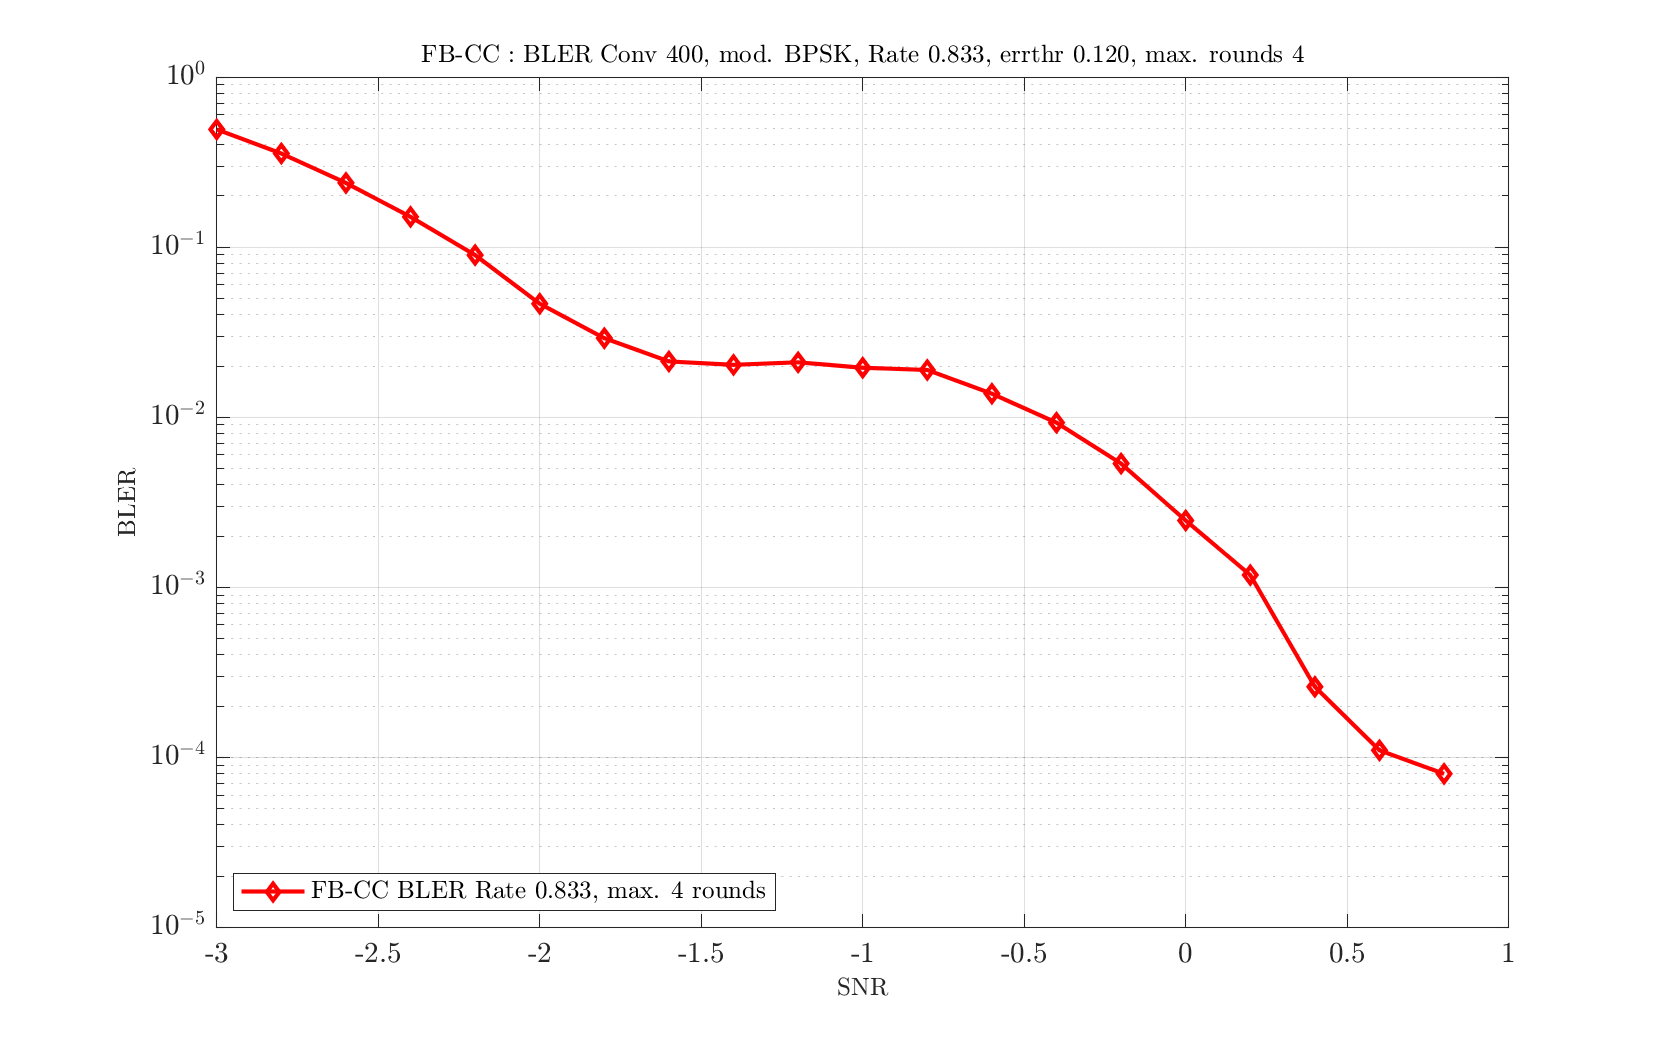 FB-CC : BLER Conv 400, mod. BPSK, Rate 0.833, errthr 0.120, max. rounds 4
10^0
10^-1
10^-2
10^-3
10^-4
10^-5
BLER
FB-CC BLER Rate 0.833, max. 4 rounds
-3 -2.5 -2 -1.5 -1 -0.5 0 0.5 1
SNR